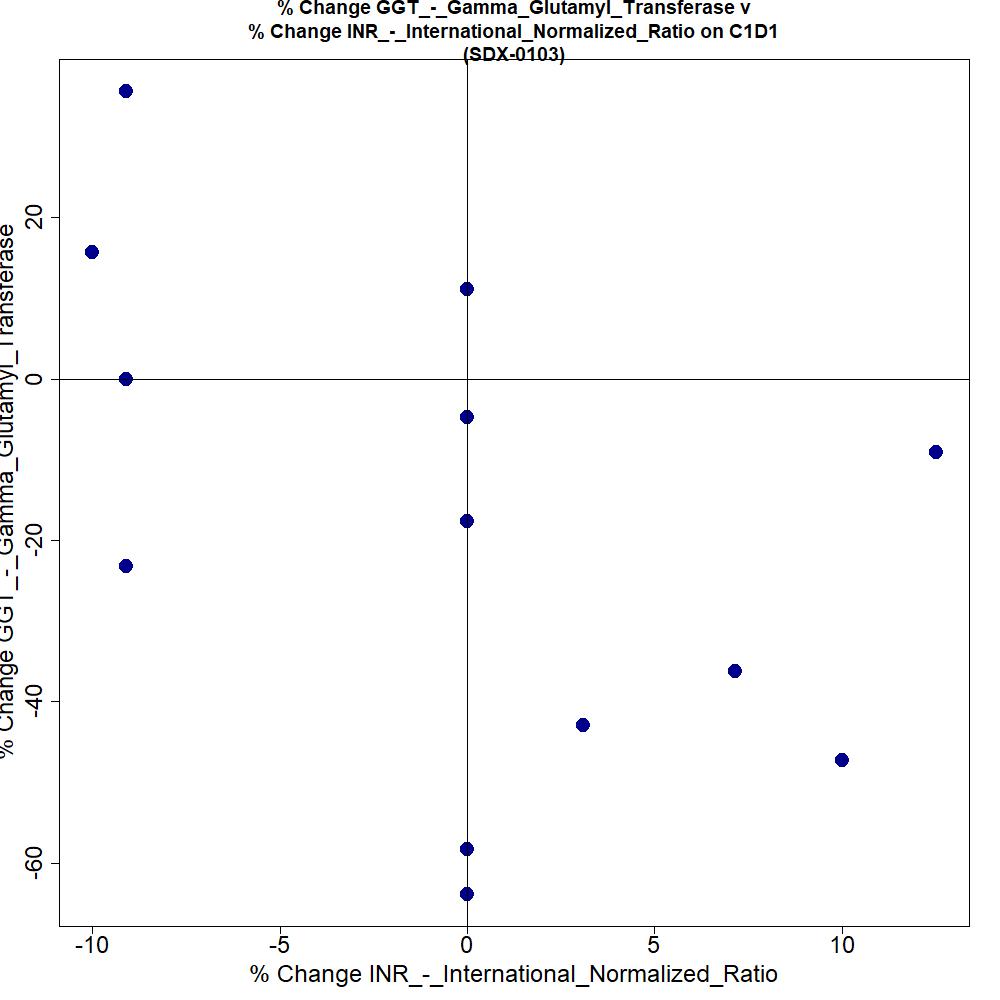 % Change GGT_-_Gamma_Glutamyl_Transferase v
% Change INR_-_International_Normalized_Ratio on C1D1
(SDX-0103)
% Change GGT_-_Gamma_Glutamyl_Transferase
20
0
-20
-40
-60
-10
-5
0
5
10
% Change INR_-_International_Normalized_Ratio